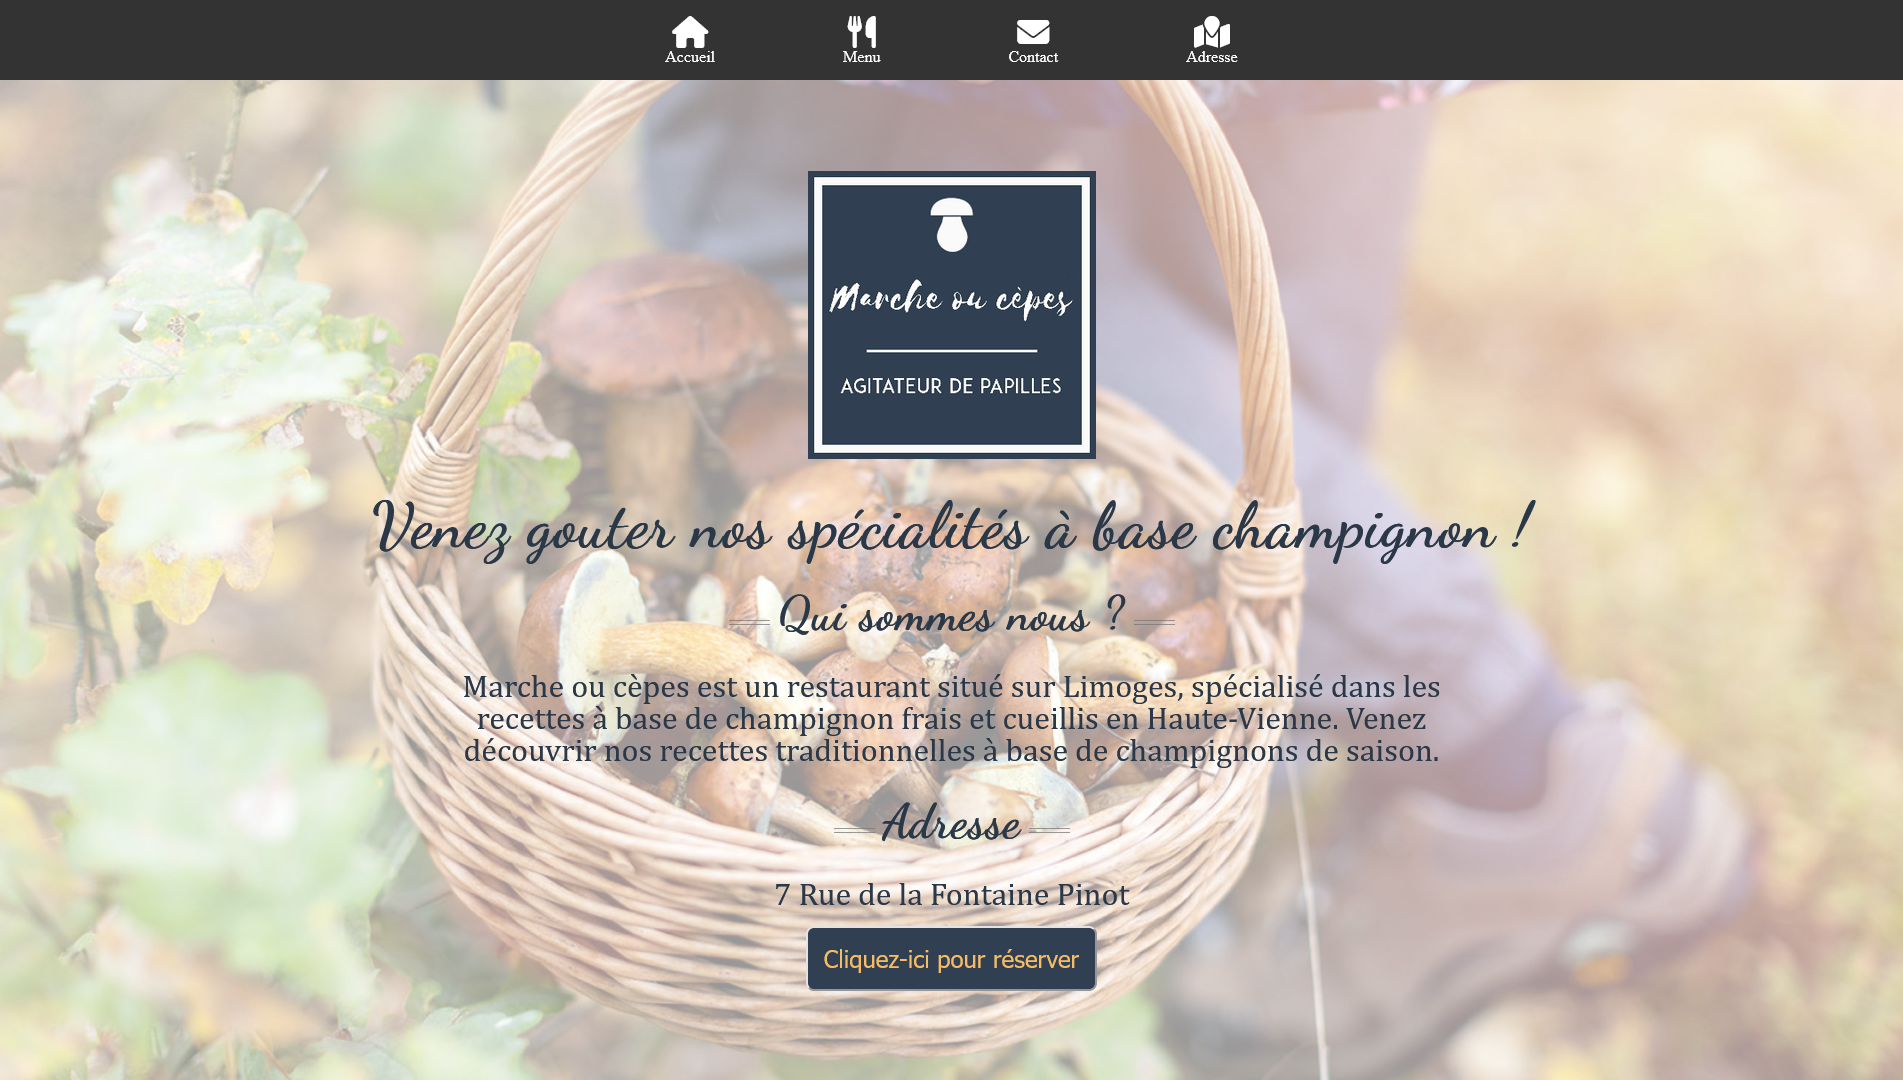 Accueil
Menu
Contact
Adresse
Marche ou cèpes
AGITATEUR DE PAPILLES
Venez gouter nos spécialités à base champignon !
Qui sommes nous ?
Marche ou cèpes est un restaurant situé sur Limoges, spécialisé dans les
recettes à base de champignon frais et cueillis en Haute-Vienne. Venez
découvrir nos recettes traditionnelles à base de champignons de saison.
Adresse
7 Rue de la Fontaine Pinot
Cliquez-ici pour réserver